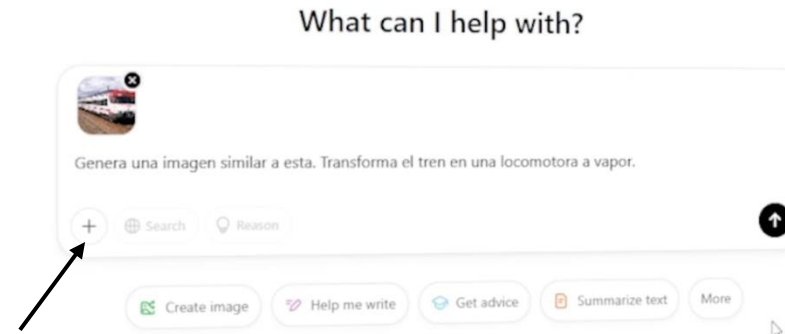 What can I help with?
Genera una imagen similar a esta. Transforma el tren en una locomotora a vapor.
Search Reason
Create image Help me write Get advice Summarize text More